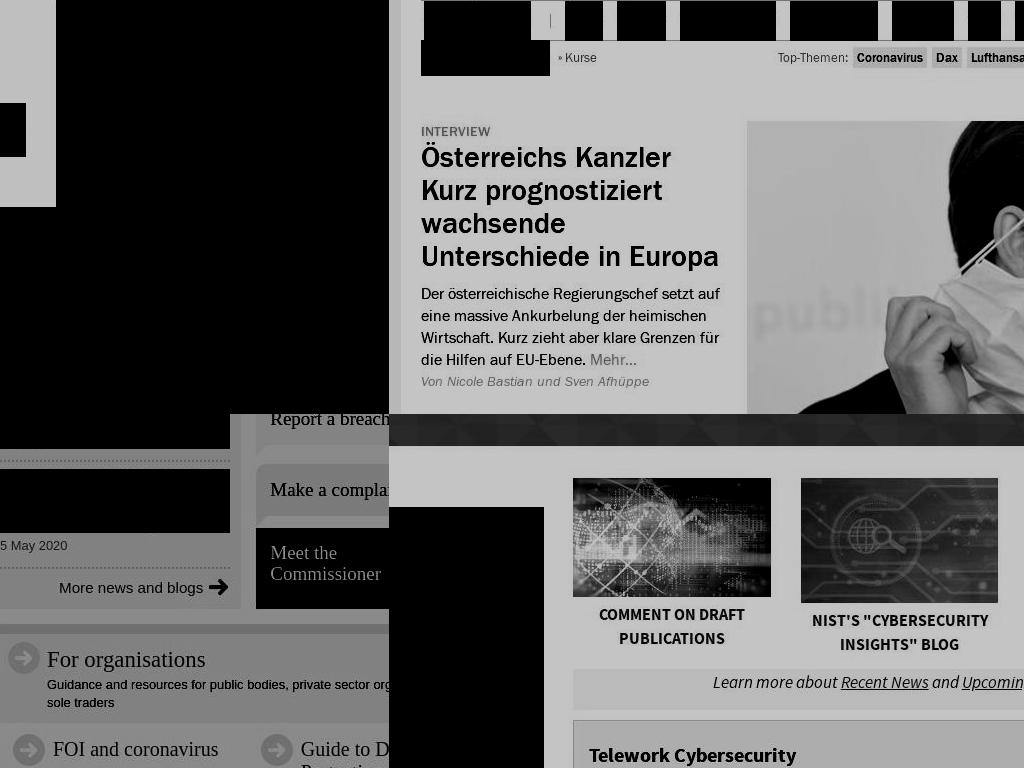 » Kurse
Top-Themen: Coronavirus Dax
INTERVIEW
Österreichs Kanzler
Kurz prognostiziert
wachsende
Unterschiede in Europa
Der österreichische Regierungschef setzt auf
eine massive Ankurbelung der heimischen
Wirtschaft. Kurz zieht aber klare Grenzen für
die Hilfen auf EU-Ebene. Mehr...
Von Nicole Bastian und Sven Afhüppe
Report a breach
Make a
5 May 2020
Meet the
Commissioner
More news and blogs
For organisations
Guidance and resources for public bodies, private sector
sole traders
FOI and coronavirus
Guide to
COMMENT ON DRAFT
PUBLICATIONS
NIST'S "CYBERSECURITY
INSIGHTS" BLOG
Learn more about Recent News and
Telework Cybersecurity